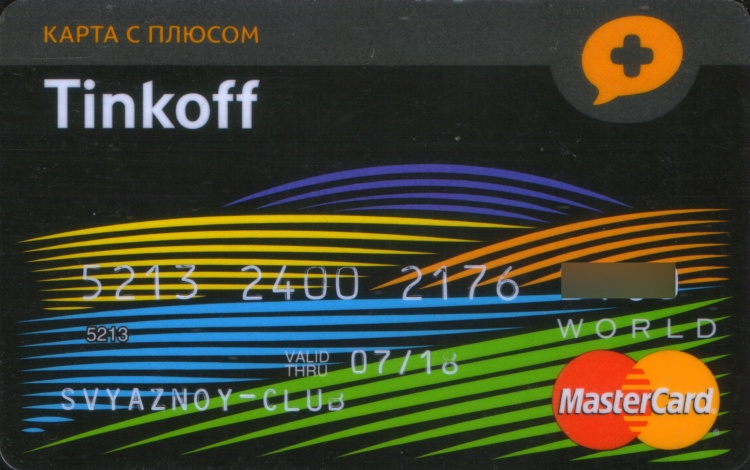 КАРТА С ПЛЮСОМ
Tinkoff
5213 2400 2176
5213
WORLD
VALID THRU 07/18
SVYAZNOY-CLUB
MasterCard